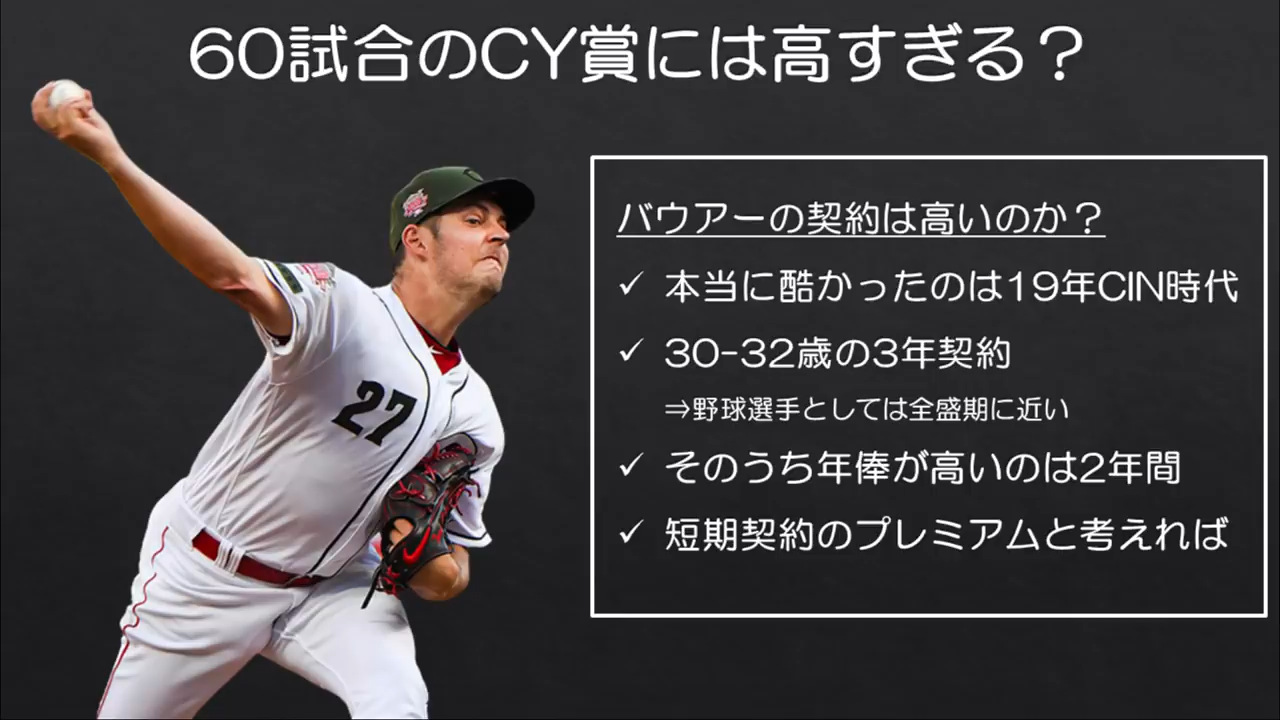 60試合のCY賞には高すぎる？
バウアーの契約は高いのか？
✓ 本当に酷かったのは19年CIN時代
✓ 30-32歳の3年契約
⇒野球選手としては全盛期に近い
✓ そのうち年俸が高いのは2年間
✓ 短期契約のプレミアムと考えれば
27